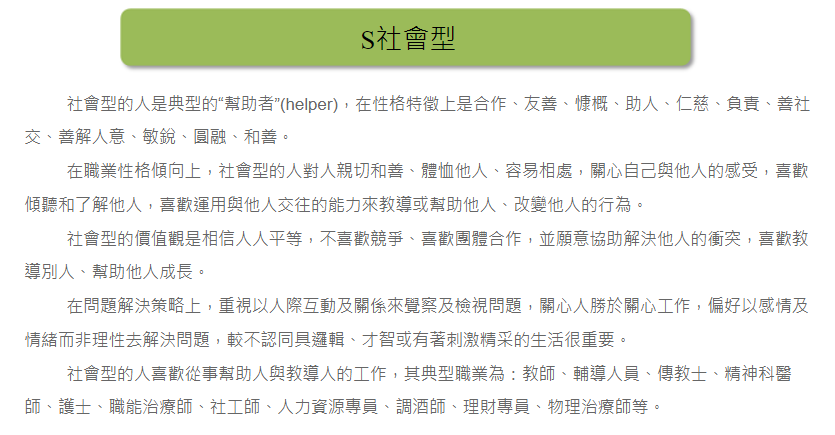 S社會型
社會型的人是典型的“幫助者”(helper)，在性格特徵上是合作、友善、慷慨、助人、仁慈、負責、善社
交、善解人意、敏銳、圓融、和善。
在職業性格傾向上，社會型的人對人親切和善、體恤他人、容易相處，關心自己與他人的感受，喜歡
傾聽和了解他人，喜歡運用與他人交往的能力來教導或幫助他人、改變他人的行為。
社會型的價值觀是相信人人平等，不喜歡競爭、喜歡團體合作，並願意協助解決他人的衝突，喜歡教
導別人、幫助他人成長。
在問題解決策略上，重視以人際互動及關係來覺察及檢視問題，關心人勝於關心工作，偏好以感情及
情緒而非理性去解決問題，較不認同具邏輯、才智或有著刺激精采的生活很重要。
社會型的人喜歡從事幫助人與教導人的工作，其典型職業為：教師、輔導人員、傳教士、精神科醫
師、護士、職能治療師、社工師、人力資源專員、調酒師、理財專員、物理治療師等。